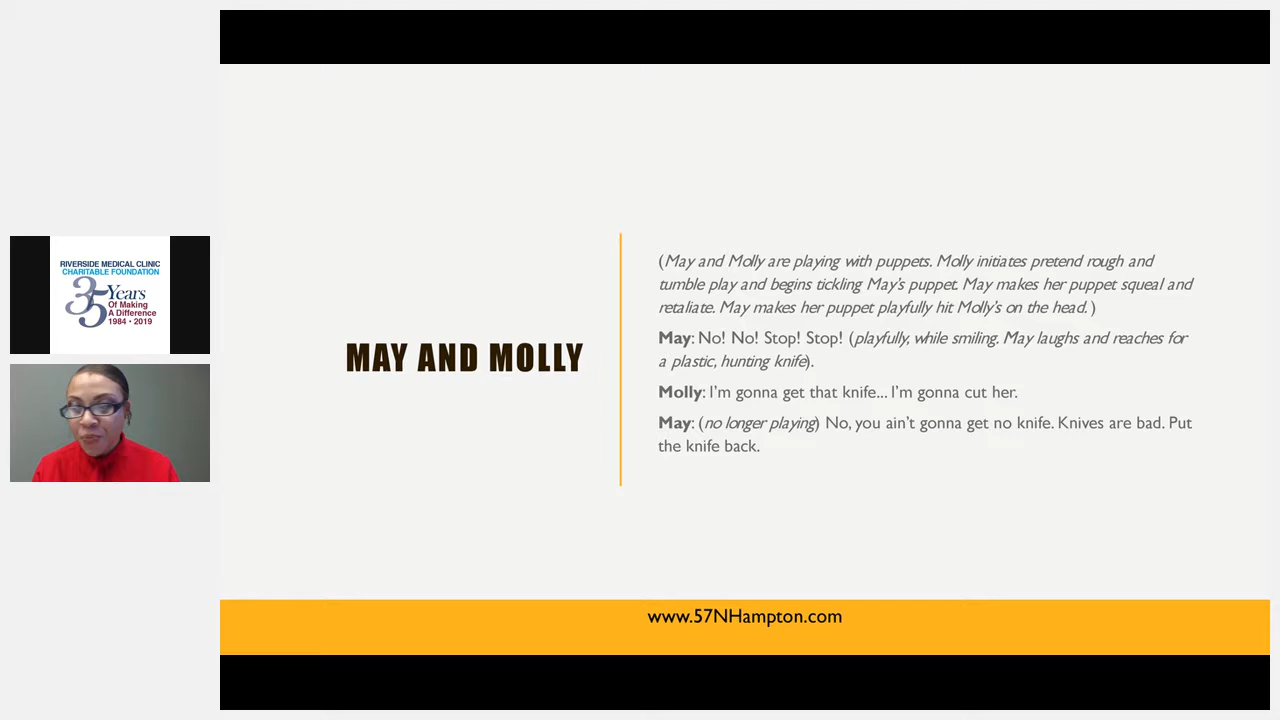 RIVERSIDE MEDICAL CLINIC
CHARITABLE FOUNDATION
35 Years
Of Making
A Difference
1984 • 2019
MAY AND MOLLY
(May and Molly are playing with puppets. Molly initiates pretend rough and
tumble play and begins tickling May's puppet. May makes her puppet squeal and
retaliate. May makes her puppet playfully hit Molly's on the head. )
May: No! No! Stop! Stop! (playfully, while smiling. May laughs and reaches for
a plastic, hunting knife).
Molly: I'm gonna get that knife... I'm gonna cut her.
May: (no longer playing) No, you ain't gonna get no knife. Knives are bad. Put
the knife back.
www.57NHampton.com